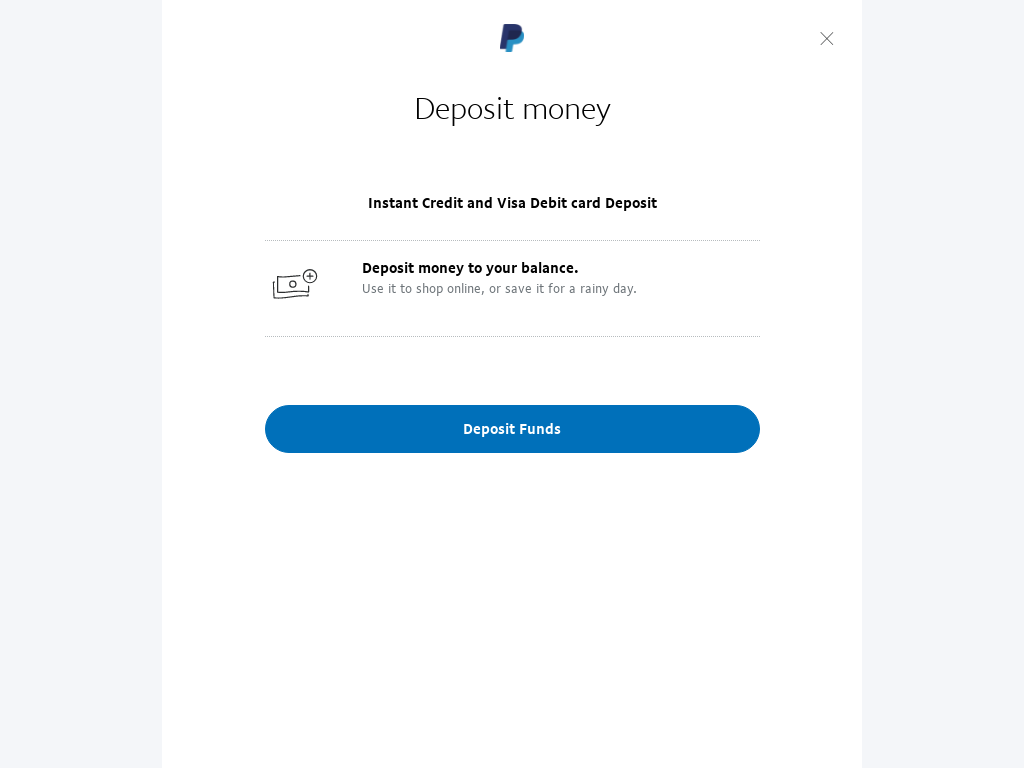 Deposit money
Instant Credit and Visa Debit card Deposit
Deposit money to your balance.
Use it to shop online, or save it for a rainy day.
Deposit Funds